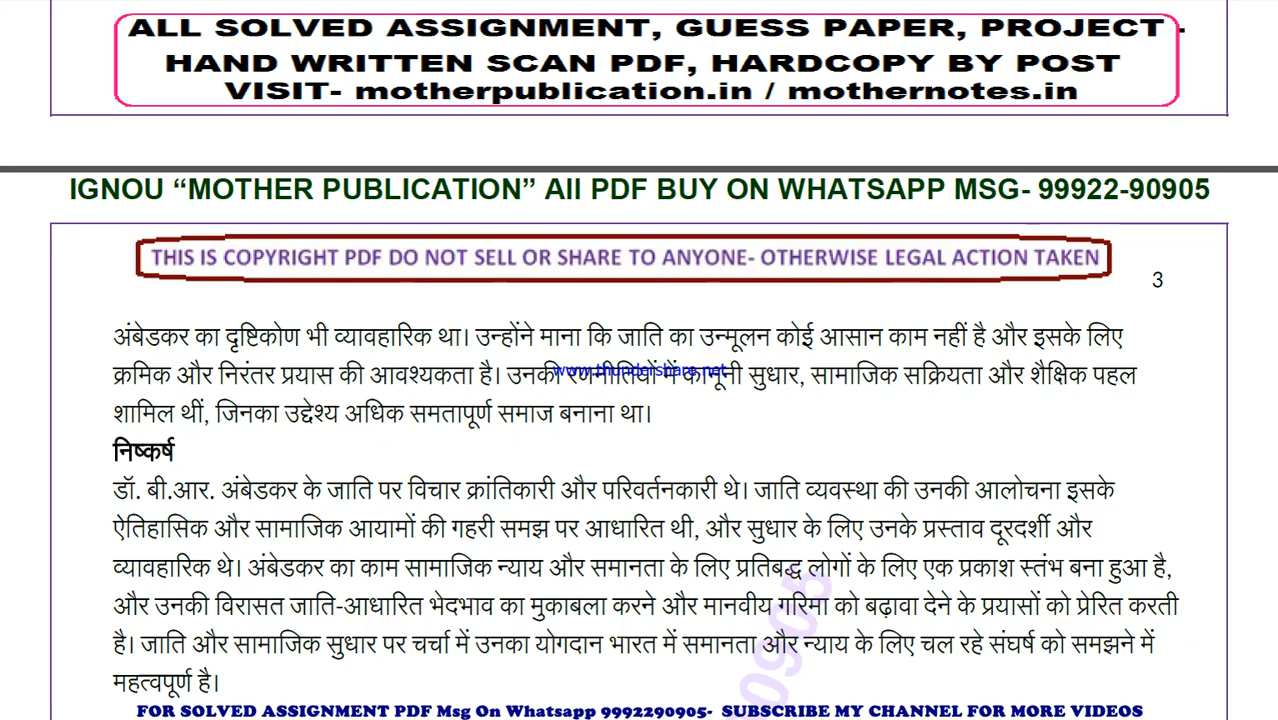 ALL SOLVED ASSIGNMENT, GUESS PAPER, PROJECT -
HAND WRITTEN SCAN PDF, HARDCOPY BY POST
VISIT- motherpublication.in / mothernotes.in
IGNOU “MOTHER PUBLICATION” All PDF BUY ON WHATSAPP MSG- 99922-90905
THIS IS COPYRIGHT PDF DO NOT SELL OR SHARE TO ANYONE- OTHERWISE LEGAL ACTION TAKEN
3
अंबेडकर का दृष्टिकोण भी व्यावहारिक था। उन्होंने माना कि जाति का उन्मूलन कोई आसान काम नहीं है और इसके लिए
क्रमिक और निरंतर प्रयास की आवश्यकता है। उनकी रणनीतियों में कानूनी सुधार, सामाजिक सक्रियता और शैक्षिक पहल
www.thundershare.net
शामिल थीं, जिनका उद्देश्य अधिक समतापूर्ण समाज बनाना था।
निष्कर्ष
डॉ. बी.आर. अंबेडकर के जाति पर विचार क्रांतिकारी और परिवर्तनकारी थे। जाति व्यवस्था की उनकी आलोचना इसके
ऐतिहासिक और सामाजिक आयामों की गहरी समझ पर आधारित थी, और सुधार के लिए उनके प्रस्ताव दूरदर्शी और
व्यावहारिक थे। अंबेडकर का काम सामाजिक न्याय और समानता के लिए प्रतिबद्ध लोगों के लिए एक प्रकाश स्तंभ बना हुआ है,
और उनकी विरासत जाति-आधारित भेदभाव का मुकाबला करने और मानवीय गरिमा को बढ़ावा देने के प्रयासों को प्रेरित करती
है। जाति और सामाजिक सुधार पर चर्चा में उनका योगदान भारत में समानता और न्याय के लिए चल रहे संघर्ष को समझने में
महत्वपूर्ण है।
0905
FOR SOLVED ASSIGNMENT PDF Msg On Whatsapp 9992290905- SUBSCRIBE MY CHANNEL FOR MORE VIDEOS